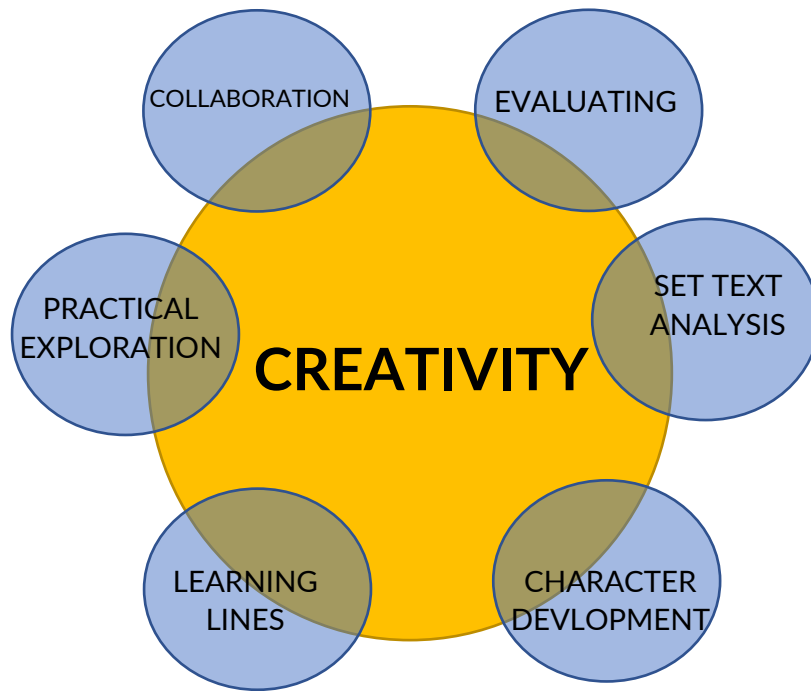 COLLABORATION
EVALUATING
PRACTICAL
EXPLORATION
SET TEXT
ANALYSIS
CREATIVITY
LEARNING
LINES
CHARACTER
DEVLOPMENT